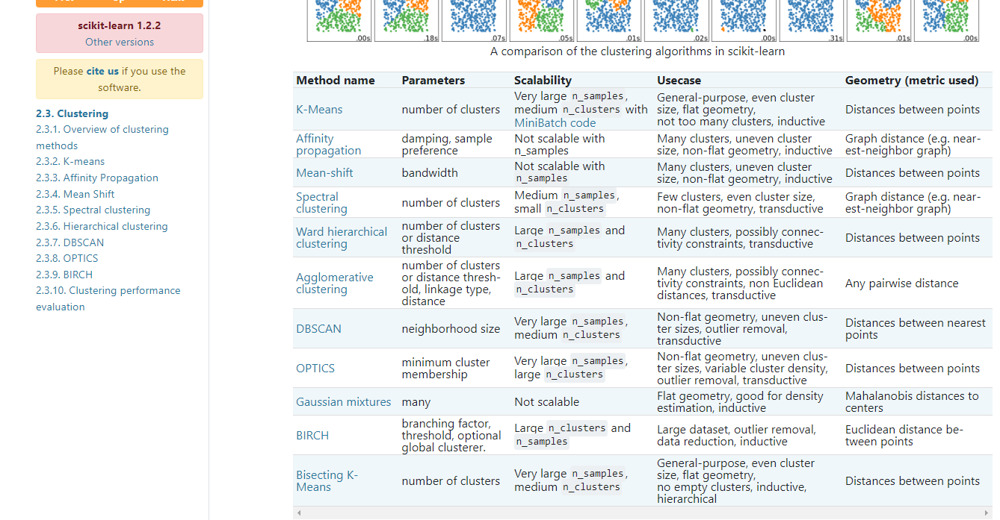 .00s .18s .07s .05s .01s .02s .00s .31s .01s .00s
scikit-learn 1.2.2
Other versions
Please cite us if you use the
software.
2.3. Clustering
2.3.1. Overview of clustering
methods
2.3.2. K-means
2.3.3. Affinity Propagation
2.3.4. Mean Shift
2.3.5. Spectral clustering
2.3.6. Hierarchical clustering
2.3.7. DBSCAN
2.3.8. OPTICS
2.3.9. BIRCH
2.3.10. Clustering performance
evaluation
A comparison of the clustering algorithms in scikit-learn
Method name Parameters Scalability Usecase Geometry (metric used)
K-Means
number of clusters
Very large n_samples,
medium n_clusters with
MiniBatch code
General-purpose, even cluster
size, flat geometry,
not too many clusters, inductive
Distances between points
Affinity
propagation
damping, sample
preference
Not scalable with
n_samples
Many clusters, uneven cluster
size, non-flat geometry, inductive
Graph distance (e.g. near-
est-neighbor graph)
Mean-shift
bandwidth
Not scalable with
n_samples
Many clusters, uneven cluster
size, non-flat geometry, inductive
Distances between points
Spectral
clustering
number of clusters
Medium n_samples,
small n_clusters
Few clusters, even cluster size,
non-flat geometry, transductive
Graph distance (e.g. near-
est-neighbor graph)
Ward hierarchical
clustering
number of clusters
or distance
threshold
Large n_samples and
n_clusters
Many clusters, possibly connec-
tivity constraints, transductive
Distances between points
Agglomerative
clustering
number of clusters
or distance thresh-
old, linkage type,
distance
Large n_samples and
n_clusters
Many clusters, possibly connec-
tivity constraints, non Euclidean
distances, transductive
Any pairwise distance
DBSCAN
neighborhood size
Very large n_samples,
medium n_clusters
Non-flat geometry, uneven clus-
ter sizes, outlier removal,
transductive
Distances between nearest
points
OPTICS
minimum cluster
membership
Very large n_samples,
large n_clusters
Non-flat geometry, uneven clus-
ter sizes, variable cluster density,
outlier removal, transductive
Distances between points
Gaussian mixtures
many
Not scalable
Flat geometry, good for density
estimation, inductive
Mahalanobis distances to
centers
BIRCH
branching factor,
threshold, optional
global clusterer.
Large n_clusters and
n_samples
Large dataset, outlier removal,
data reduction, inductive
Euclidean distance be-
tween points
Bisecting K-
Means
number of clusters
Very large n_samples,
medium n_clusters
General-purpose, even cluster
size, flat geometry,
no empty clusters, inductive,
hierarchical
Distances between points